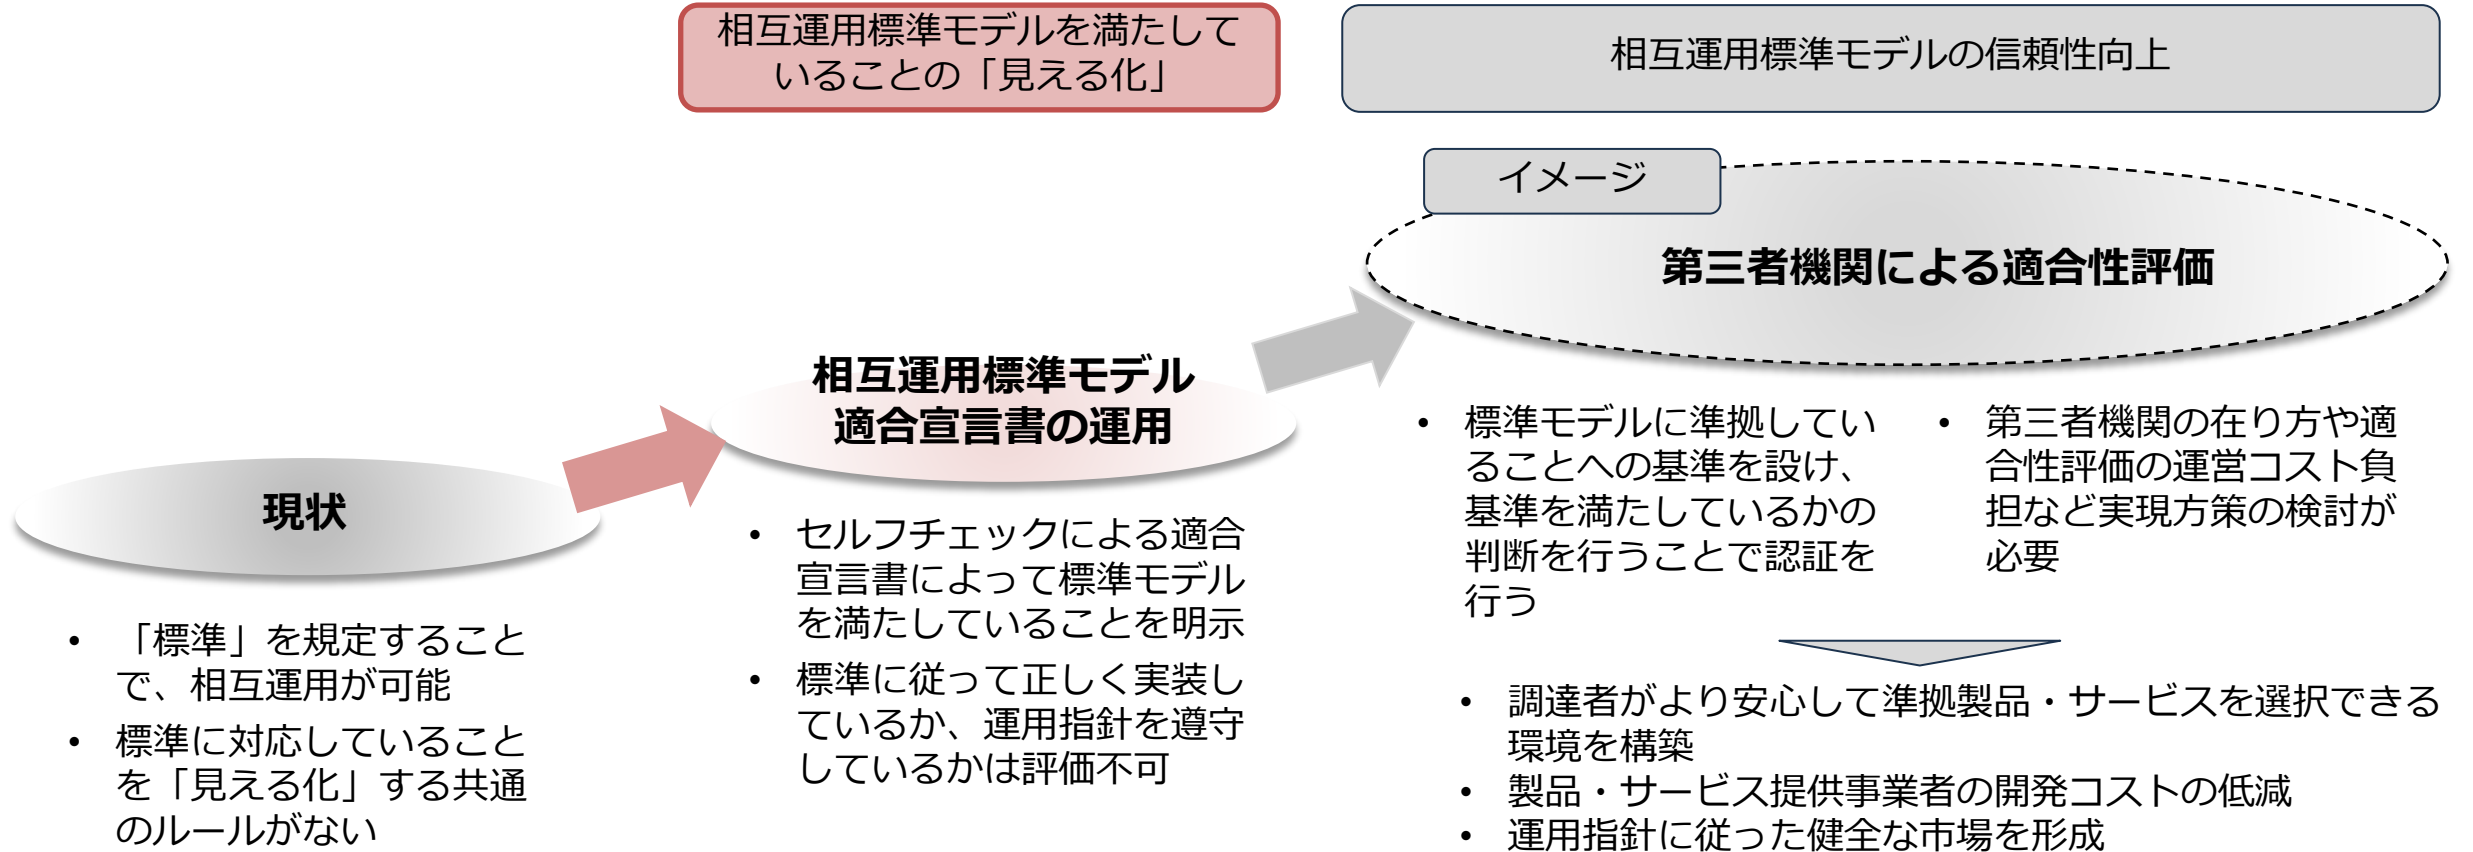 相互運用標準モデルを満たして
いることの「見える化」
相互運用標準モデルの信頼性向上
イメージ
第三者機関による適合性評価
相互運用標準モデル
適合宣言書の運用
現状
• 「標準」を規定すること
で、相互運用が可能
• 標準に対応していること
を「見える化」する共通
のルールがない
• セルフチェックによる適合
宣言書によって標準モデル
を満たしていることを明示
• 標準に従って正しく実装し
ているか、運用指針を遵守
しているかは評価不可
• 標準モデルに準拠してい
ることへの基準を設け、
基準を満たしているかの
判断を行うことで認証を
行う
• 第三者機関の在り方や適
合性評価の運営コスト負
担など実現方策の検討が
必要
• 調達者がより安心して準拠製品・サービスを選択できる
環境を構築
• 製品・サービス提供事業者の開発コストの低減
• 運用指針に従った健全な市場を形成